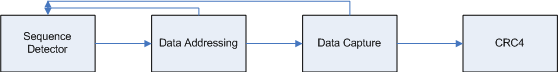 Sequence
Detector
Data Addressing
Data Capture
CRC4